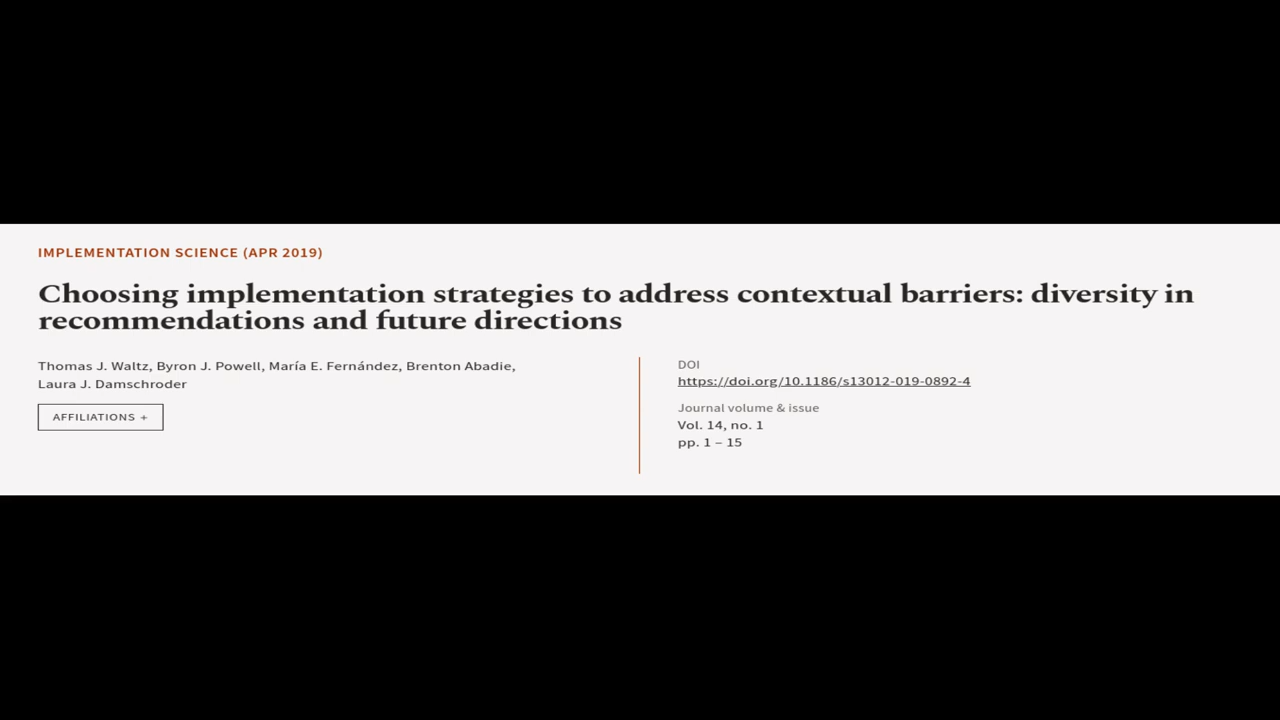 IMPLEMENTATION SCIENCE (APR 2019)
Choosing implementation strategies to address contextual barriers: diversity in
recommendations and future directions
Thomas J. Waltz, Byron J. Powell, María E. Fernández, Brenton Abadie,
Laura J. Damschroder
AFFILIATIONS +
DOI
https://doi.org/10.1186/s13012-019-0892-4
Journal volume & issue
Vol. 14, no. 1
pp. 1 – 15